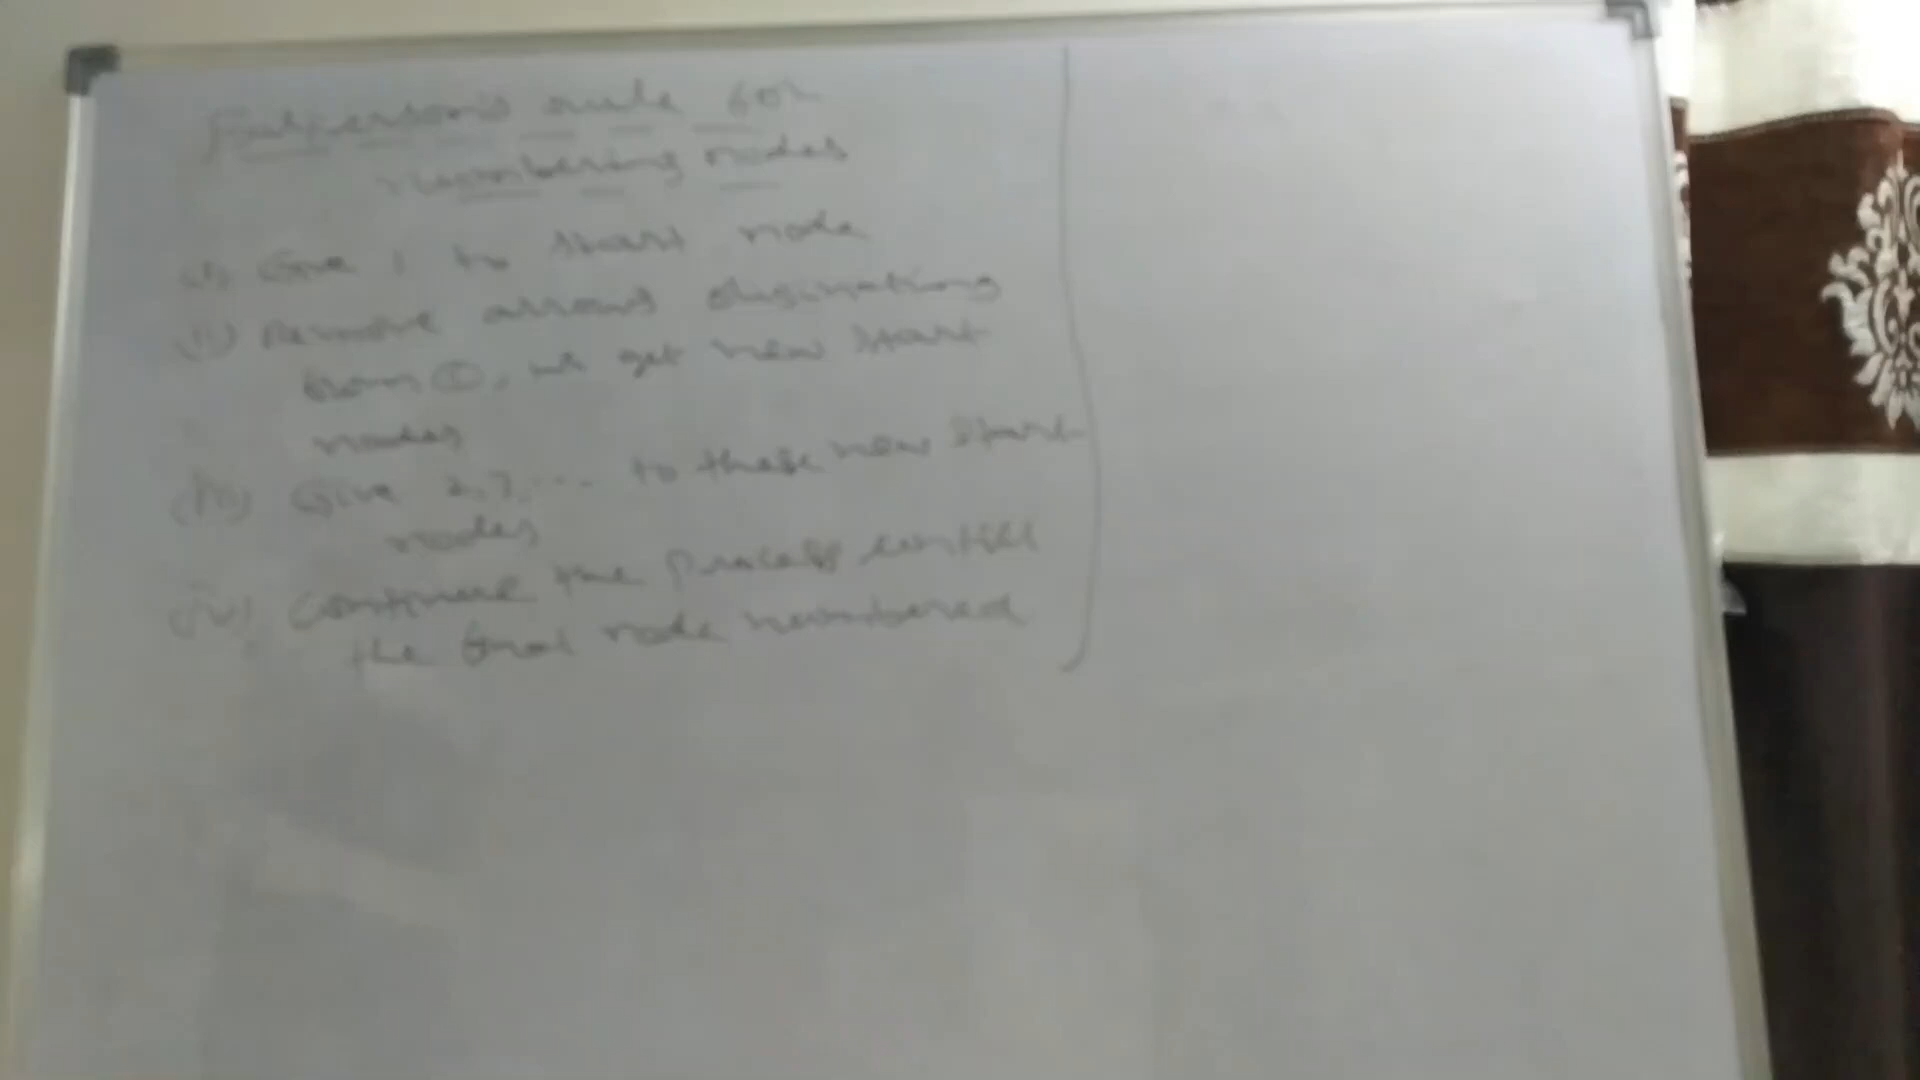 Fulkerson's rule for
numbering nodes
(i) Give 1 to start node
(ii) Remove arrows originating
from ①, we get new start
nodes
(iii) Give 2,3,... to these new start
nodes
(iv) Continue the process untill
the final node numbered